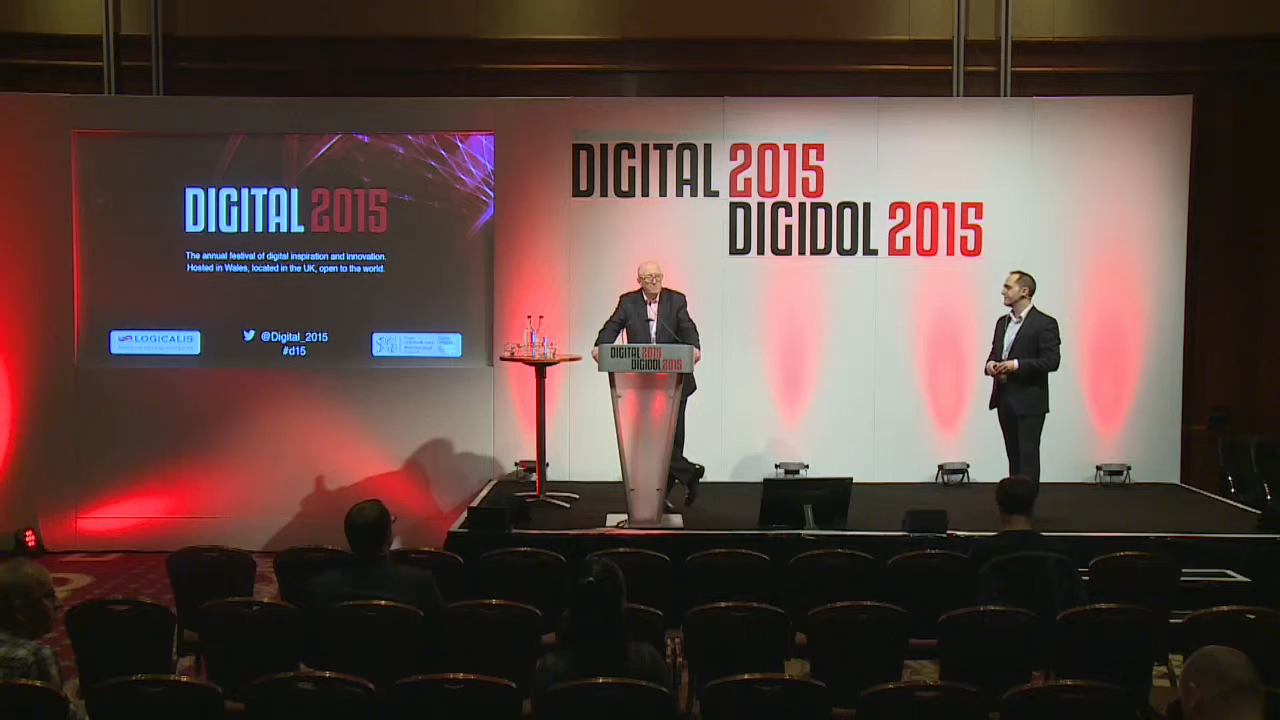 DIGITAL 2015
The annual festival of digital inspiration and innovation.
Hosted in Wales, located in the UK, open to the world.
LOGICALIS
@Digital_2015
#d15
DIGITAL 2015
DIGIDOL 2015
DIGITAL 2015
DIGIDOL 2015